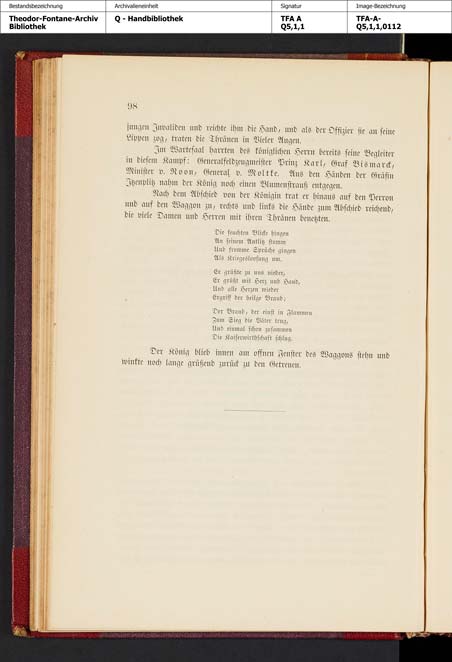 Bestandsbezeichnung
Archivalieneinheit
Signatur
Image-Bezeichnung
Theodor-Fontane-Archiv
Bibliothek
Q - Handbibliothek
TFA A
Q5,1,1
TFA-A-
Q5,1,1,0112
98
jungen Invaliden und reichte ihm die Hand, und als der Offizier sie an seine
Lippen zog, traten die Thränen in Vieler Augen.
Im Wartesaal harrten des königlichen Herrn bereits seine Begleiter
in diesem Kampf: Generalfeldzeugmeister Prinz Karl, Graf Bismarck,
Minister v. Roon, General v. Moltke. Aus den Händen der Gräfin
Itzenplitz nahm der König noch einen Blumenstrauß entgegen.
Nach dem Abschied von der Königin trat er hinaus auf den Perron
und auf den Waggon zu, rechts und links die Hände zum Abschied reichend,
die viele Damen und Herren mit ihren Thränen benetzten.
Die feuchten Blicke hingen
An seinem Antlitz stumm
Und fromme Sprüche gingen
Als Kriegeslosung um.
Er grüßte zu uns nieder,
Er grüßt mit Herz und Hand,
Und alle Herzen wieder
Ergriff der heilge Brand;
Der Brand, der einst in Flammen
Zum Sieg die Väter trug,
Und einmal schon zusammen
Die Kaiserwirthschaft schlug.
Der König blieb innen am offnen Fenster des Waggons stehn und
winkte noch lange grüßend zurück zu den Getreuen.